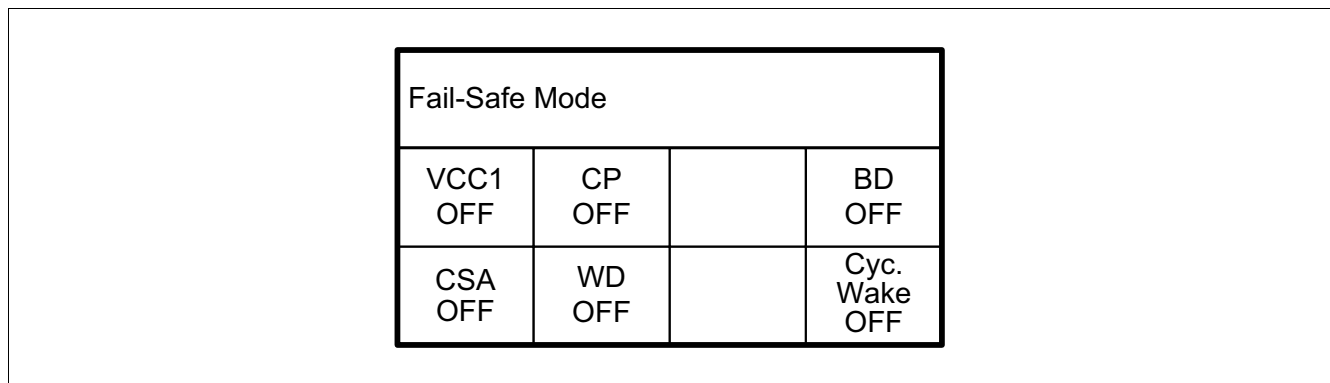 Fail-Safe Mode
VCC1
OFF
CP
OFF
BD
OFF
CSA
OFF
WD
OFF
Cyc.
Wake
OFF